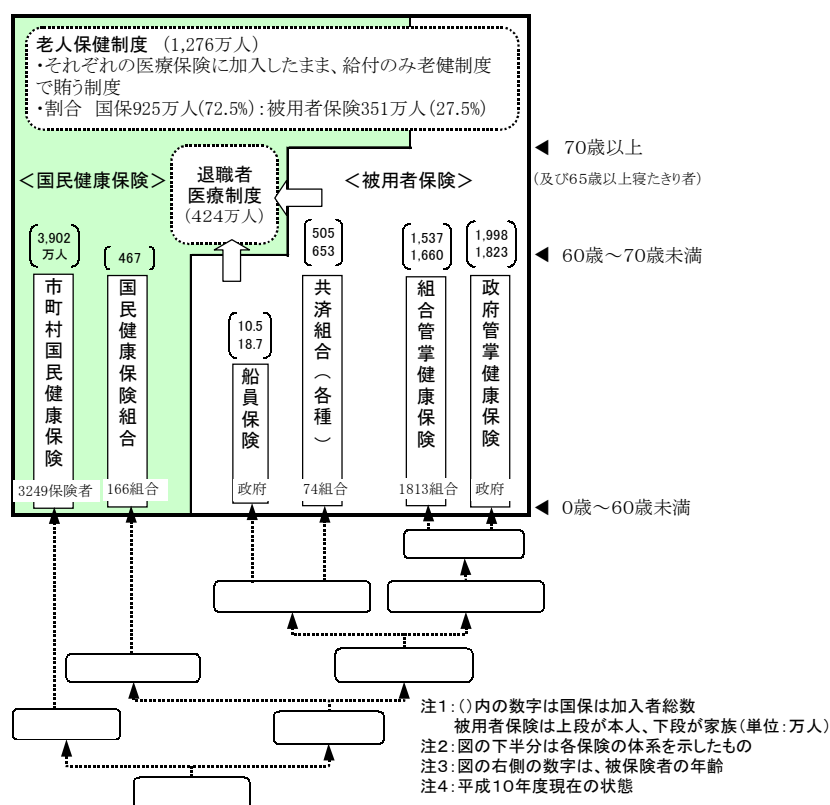 老人保健制度 (1,276万人)
・それぞれの医療保険に加入したまま、給付のみ老健制度
で賄う制度
・割合 国保925万人(72.5%):被用者保険351万人(27.5%)
◀ 70歳以上
(及び65歳以上寝たきり者)
<国民健康保険>
退職者
医療制度
(424万人)
<被用者保険>
3,902
万人
467
505
653
1,537
1,660
1,998
1,823
◀ 60歳~70歳未満
市町村国民健康保険
国民健康保険組合
10.5
18.7
船員保険
共済組合(各種)
組合管掌健康保険
政府管掌健康保険
3249保険者
166組合
政府
74組合
1813組合
政府
◀ 0歳~60歳未満
注1:()内の数字は国保は加入者総数
被用者保険は上段が本人、下段が家族(単位:万人)
注2:図の下半分は各保険の体系を示したもの
注3:図の右側の数字は、被保険者の年齢
注4:平成10年度現在の状態